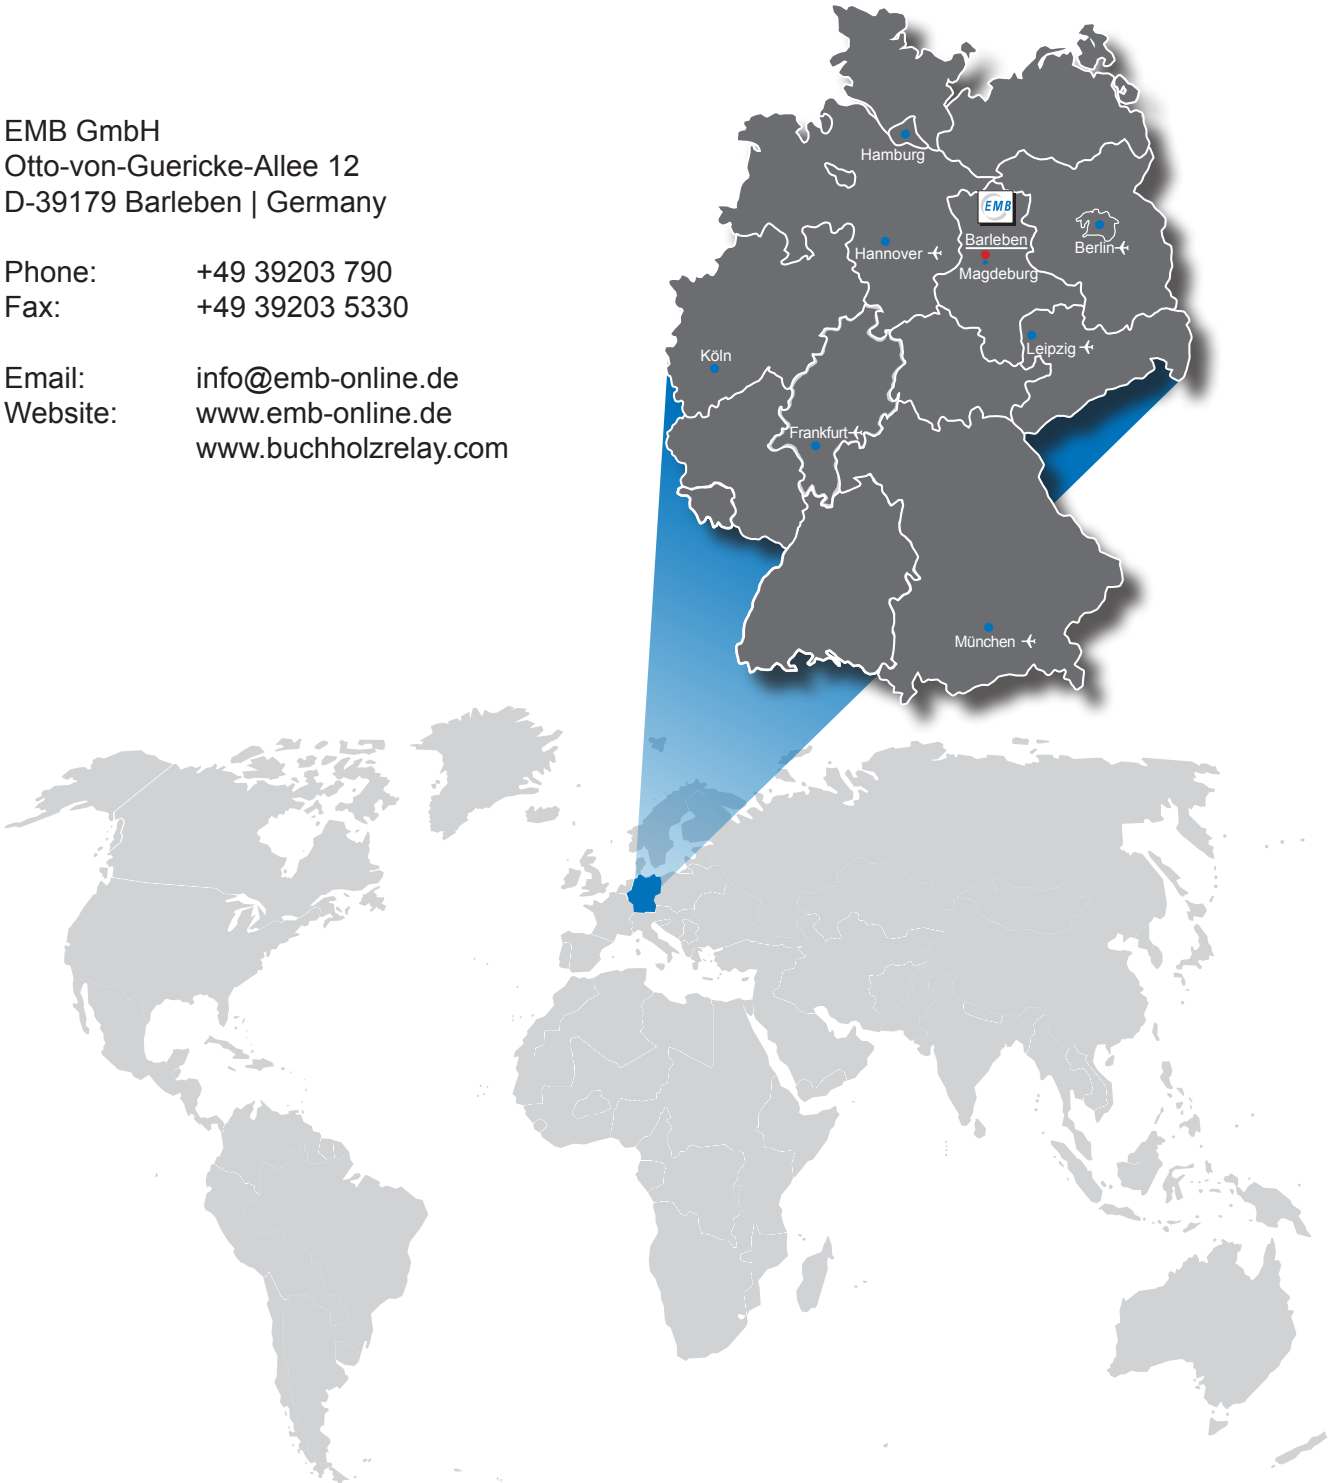 EMB GmbH
Otto-von-Guericke-Allee 12
D-39179 Barleben | Germany
Phone: +49 39203 790
Fax: +49 39203 5330
Email: info@emb-online.de
Website: www.emb-online.de
www.buchholzrelay.com
Hamburg
EMB
Barleben
Hannover
Berlin
Magdeburg
Leipzig
Köln
Frankfurt
München